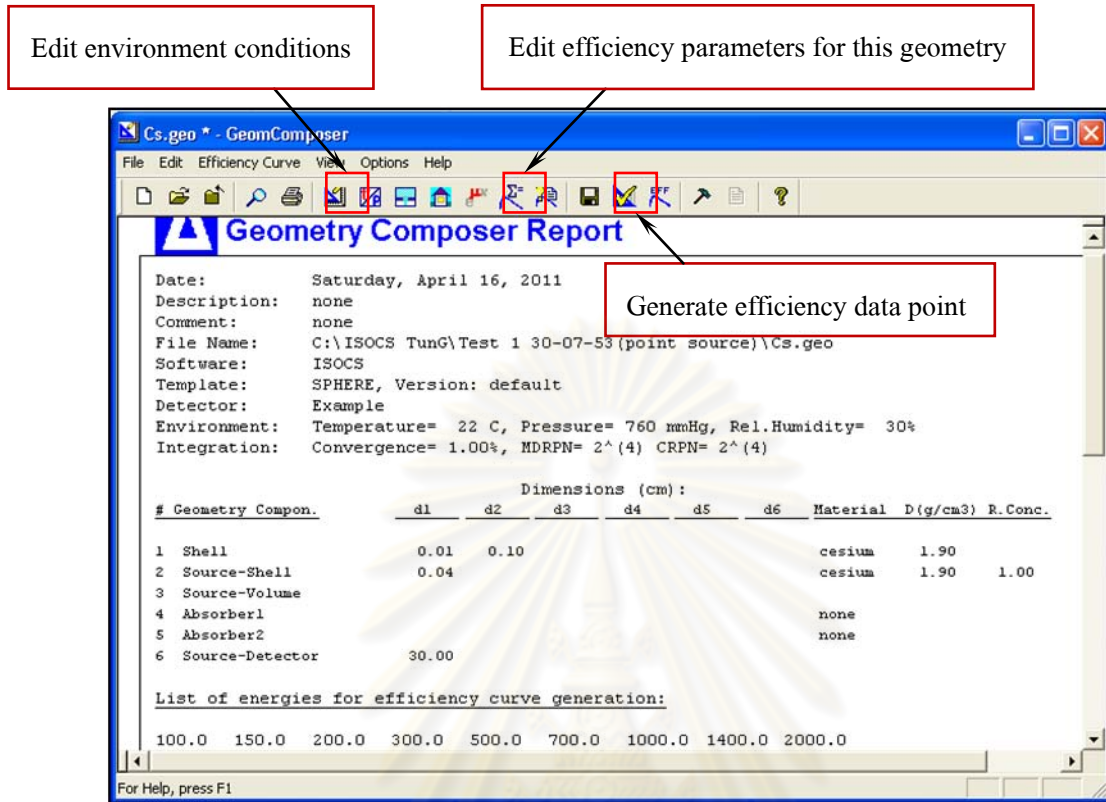 Edit environment conditions
Edit efficiency parameters for this geometry
Cs.geo * - GeomComposer
File Edit Efficiency Curve View Options Help
Geometry Composer Report
Generate efficiency data point
Date: Saturday, April 16, 2011
Description: none
Comment: none
File Name: C:\ISOCS TunG\Test 1 30-07-53(point source)\Cs.geo
Software: ISOCS
Template: SPHERE, Version: default
Detector: Example
Environment: Temperature= 22 C, Pressure= 760 mmHg, Rel.Humidity= 30%
Integration: Convergence= 1.00%, MDRPN= 2^(4) CRPN= 2^(4)
Dimensions (cm):
# Geometry Compon. d1 d2 d3 d4 d5 d6 Material D(g/cm3) R.Conc.
1 Shell 0.01 0.10 cesium 1.90
2 Source-Shell 0.04 cesium 1.90 1.00
3 Source-Volume
4 Absorber1 none
5 Absorber2 none
6 Source-Detector 30.00
List of energies for efficiency curve generation:
100.0 150.0 200.0 300.0 500.0 700.0 1000.0 1400.0 2000.0
For Help, press F1